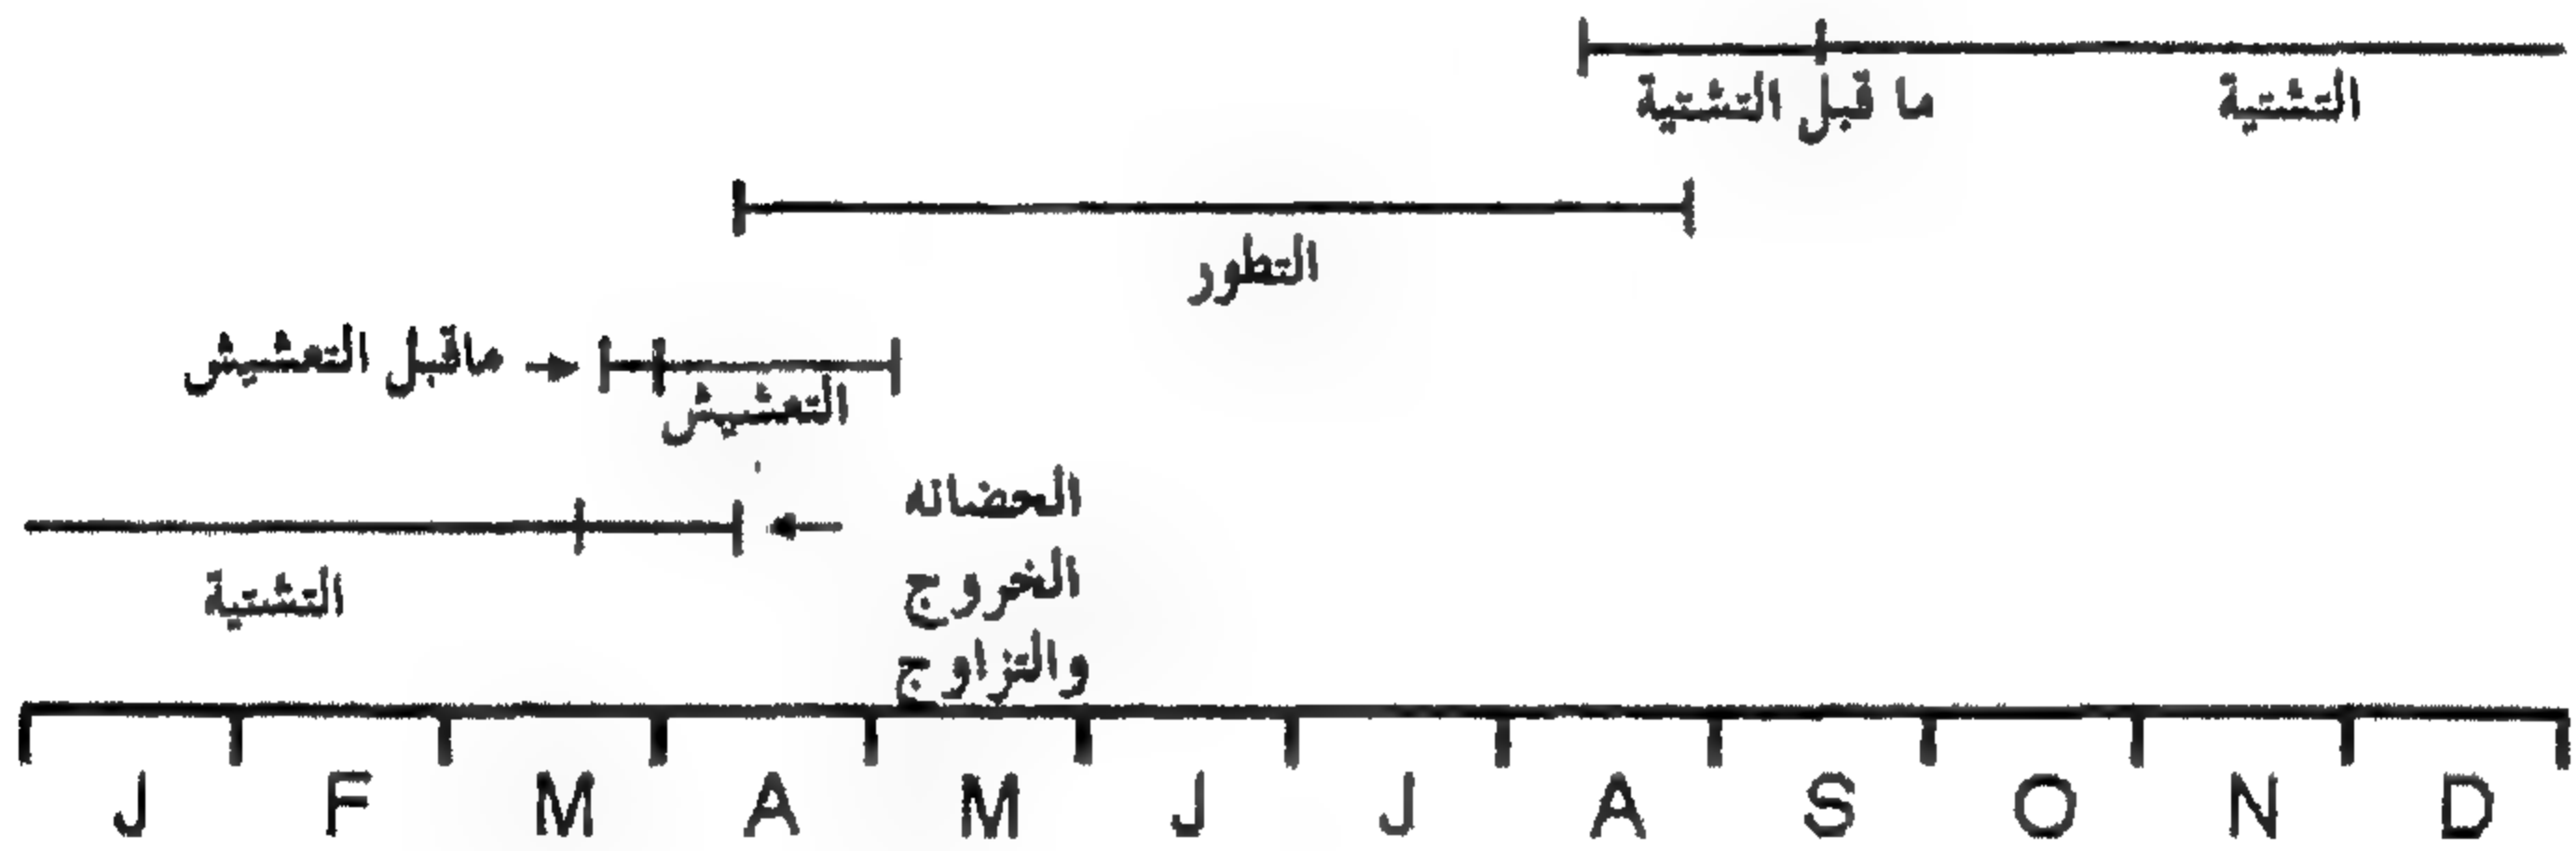 ما قبل التشتية التشتية
التطور
ماقبل التعشيش
التعشيش
الحضانه
الخروج
التشتية
والتزاوج
J F M A M J J A S O N D